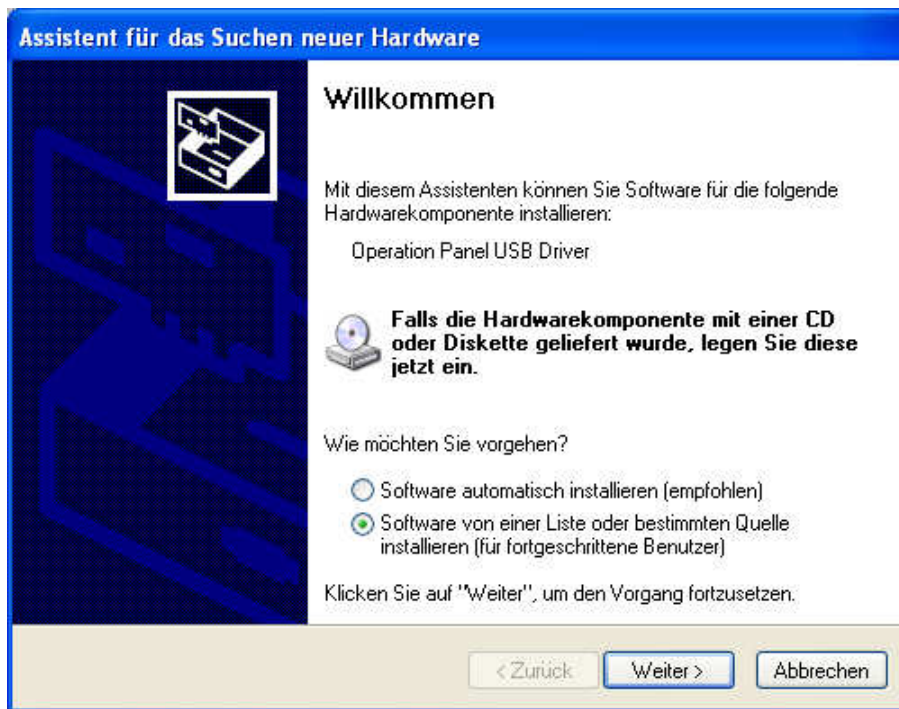 Assistent für das Suchen neuer Hardware
Willkommen
Mit diesem Assistenten können Sie Software für die folgende
Hardwarekomponente installieren:
Operation Panel USB Driver
Falls die Hardwarekomponente mit einer CD
oder Diskette geliefert wurde, legen Sie diese
jetzt ein.
Wie möchten Sie vorgehen?
Software automatisch installieren (empfohlen)
Software von einer Liste oder bestimmten Quelle
installieren (für fortgeschrittene Benutzer)
Klicken Sie auf "Weiter", um den Vorgang fortzusetzen.
< Zurück Weiter > Abbrechen